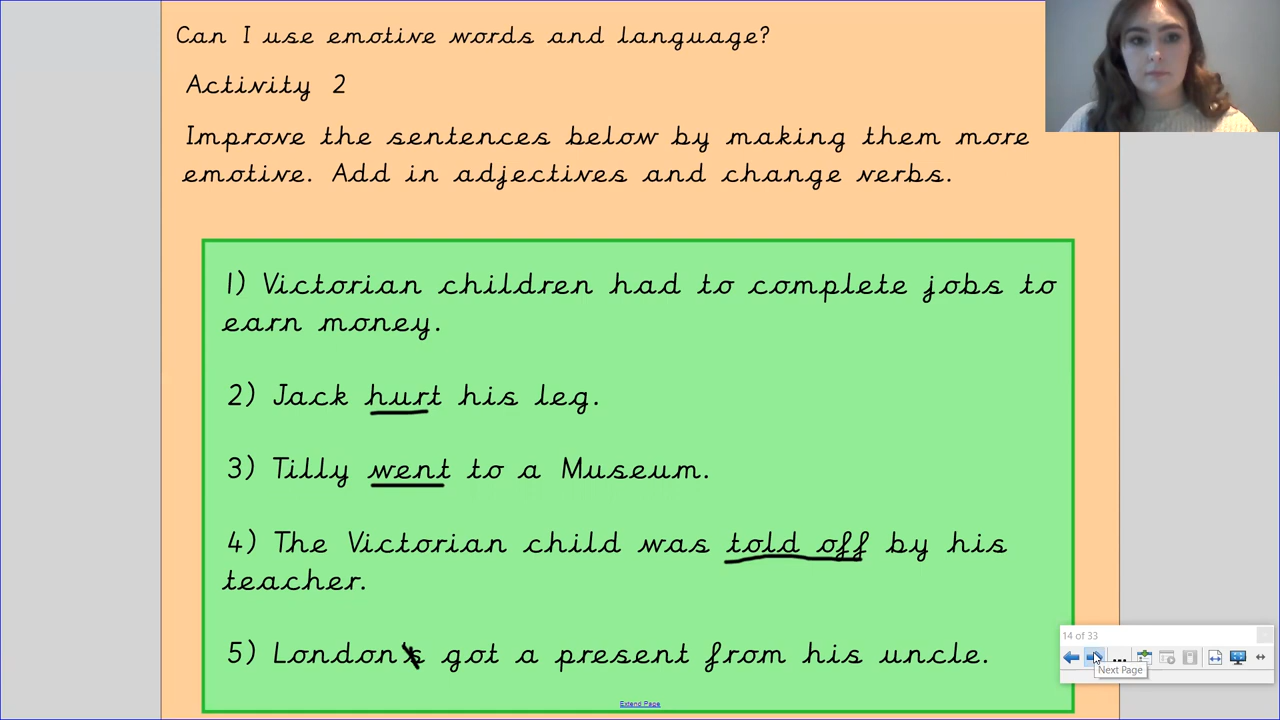 Can I use emotive words and language?
Activity 2
Improve the sentences below by making them more
emotive. Add in adjectives and change verbs.
1) Victorian children had to complete jobs to
earn money.
2) Jack hurt his leg.
3) Tilly went to a Museum.
4) The Victorian child was told off by his
teacher.
5) London's got a present from his uncle.
14 of 33
Next Page
Extend Page